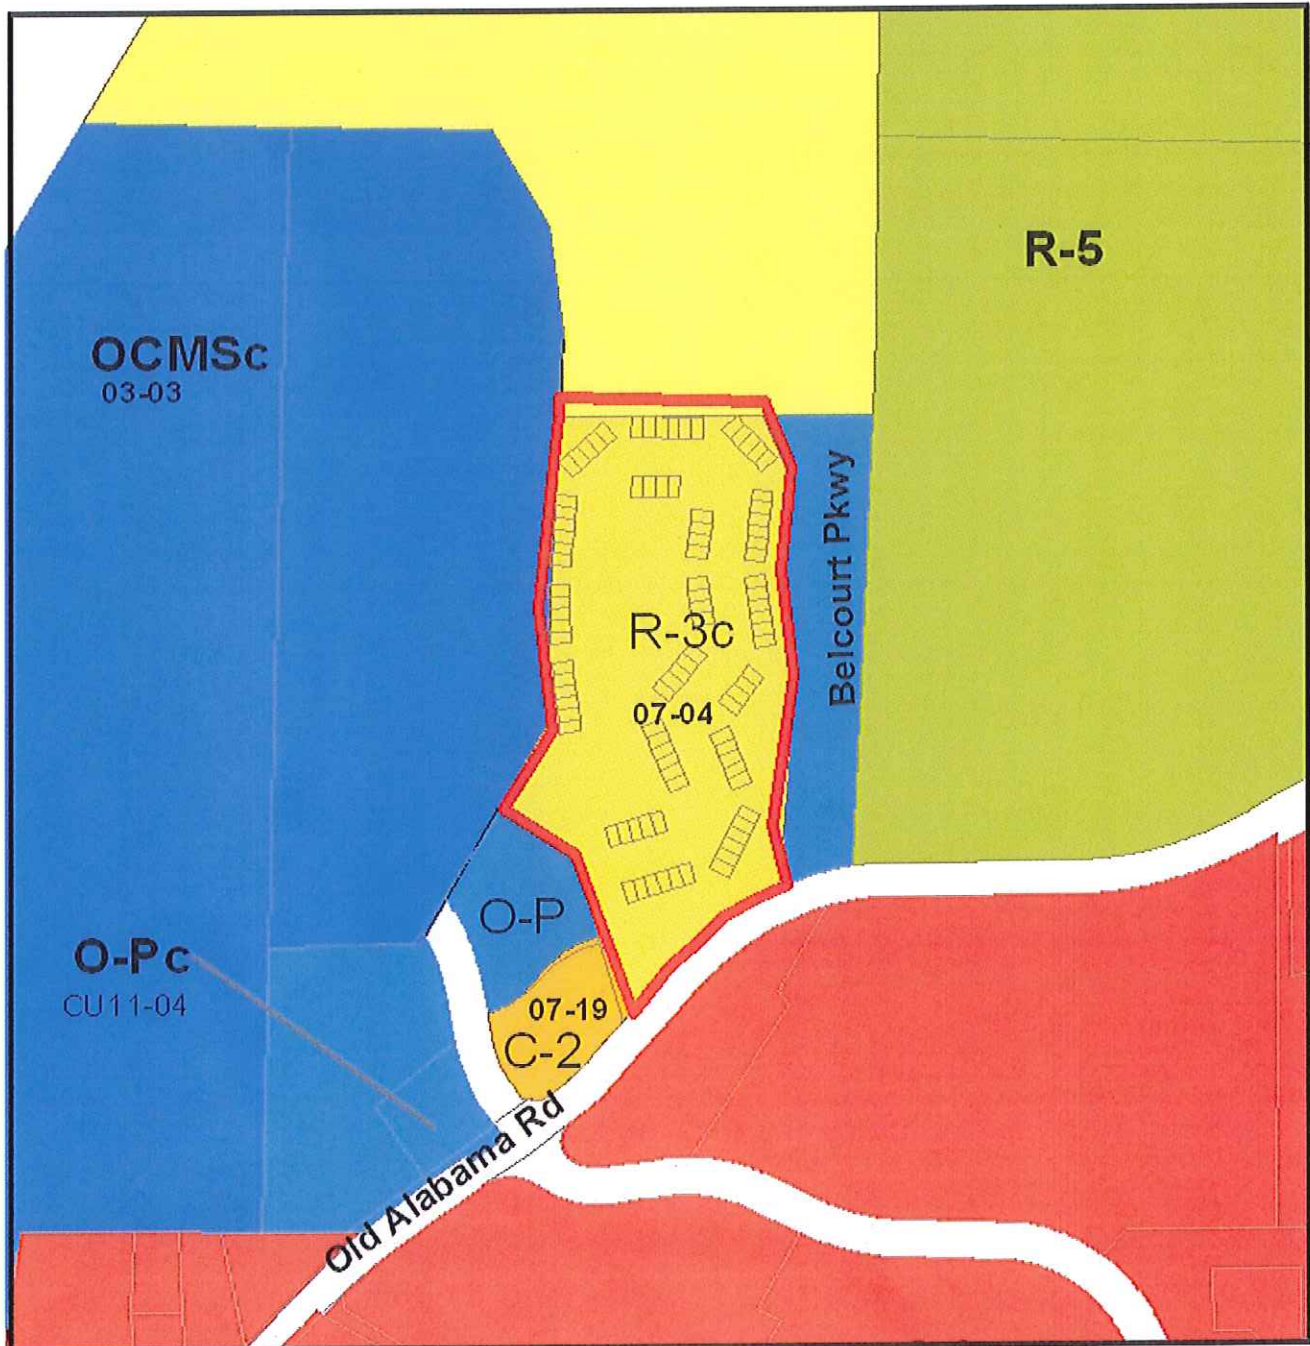 R-5
OCMSc
03-03
Belcourt Pkwy
R-3c
07-04
O-P
O-Pc
CU11-04
07-19
C-2
Old Alabama Rd